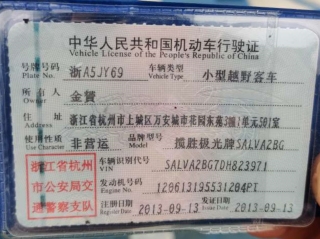 中华人民共和国机动车行驶证
Vehicle License of the People's Republic of China
号牌号码 浙A5JY69 车辆类型 小型越野客车
Plate No. Vehicle Type
所有人 金贇
Owner
住址 浙江省杭州市上城区万安城市花园东苑3幢1单元501室
Address
使用性质 非营运 品牌型号 揽胜极光牌SALVA2BG
Use Character Model
浙江省杭州
市公安局交
通警察支队
车辆识别代号 SALVA2BG7DH823971
VIN
发动机号码 120613195531204PT
Engine No.
注册日期 2013-09-13 发证日期 2013-09-13
Register Date Issue Date